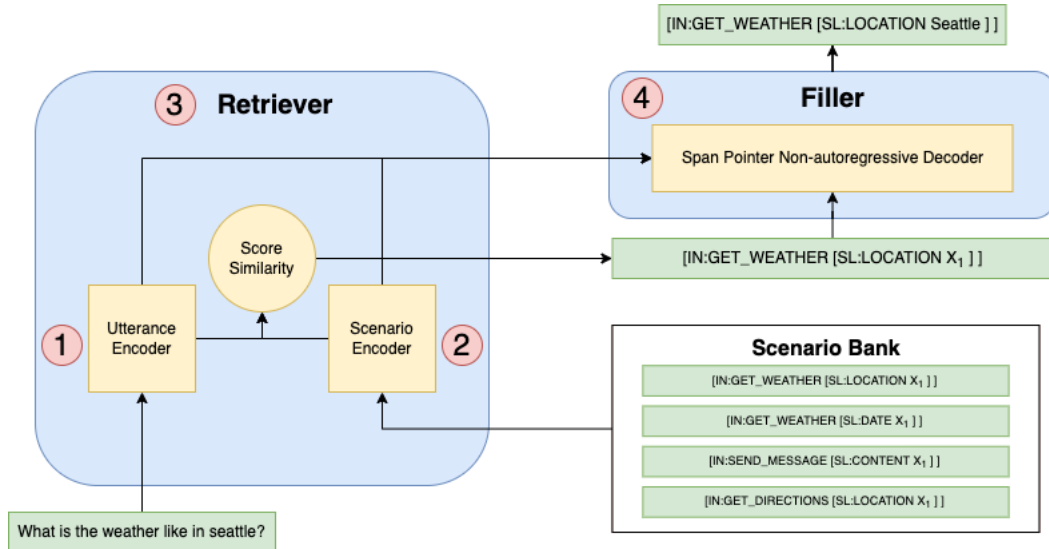 [IN:GET_WEATHER [SL:LOCATION Seattle ] ]
3
Retriever
4
Filler
Span Pointer Non-autoregressive Decoder
Score
Similarity
[IN:GET_WEATHER [SL:LOCATION X₁ ] ]
1
Utterance
Encoder
Scenario
Encoder
2
Scenario Bank
[IN:GET_WEATHER [SL:LOCATION X₁ ] ]
[IN:GET_WEATHER [SL:DATE X₁ ] ]
[IN:SEND_MESSAGE [SL:CONTENT X₁ ] ]
[IN:GET_DIRECTIONS [SL:LOCATION X₁ ] ]
What is the weather like in seattle?